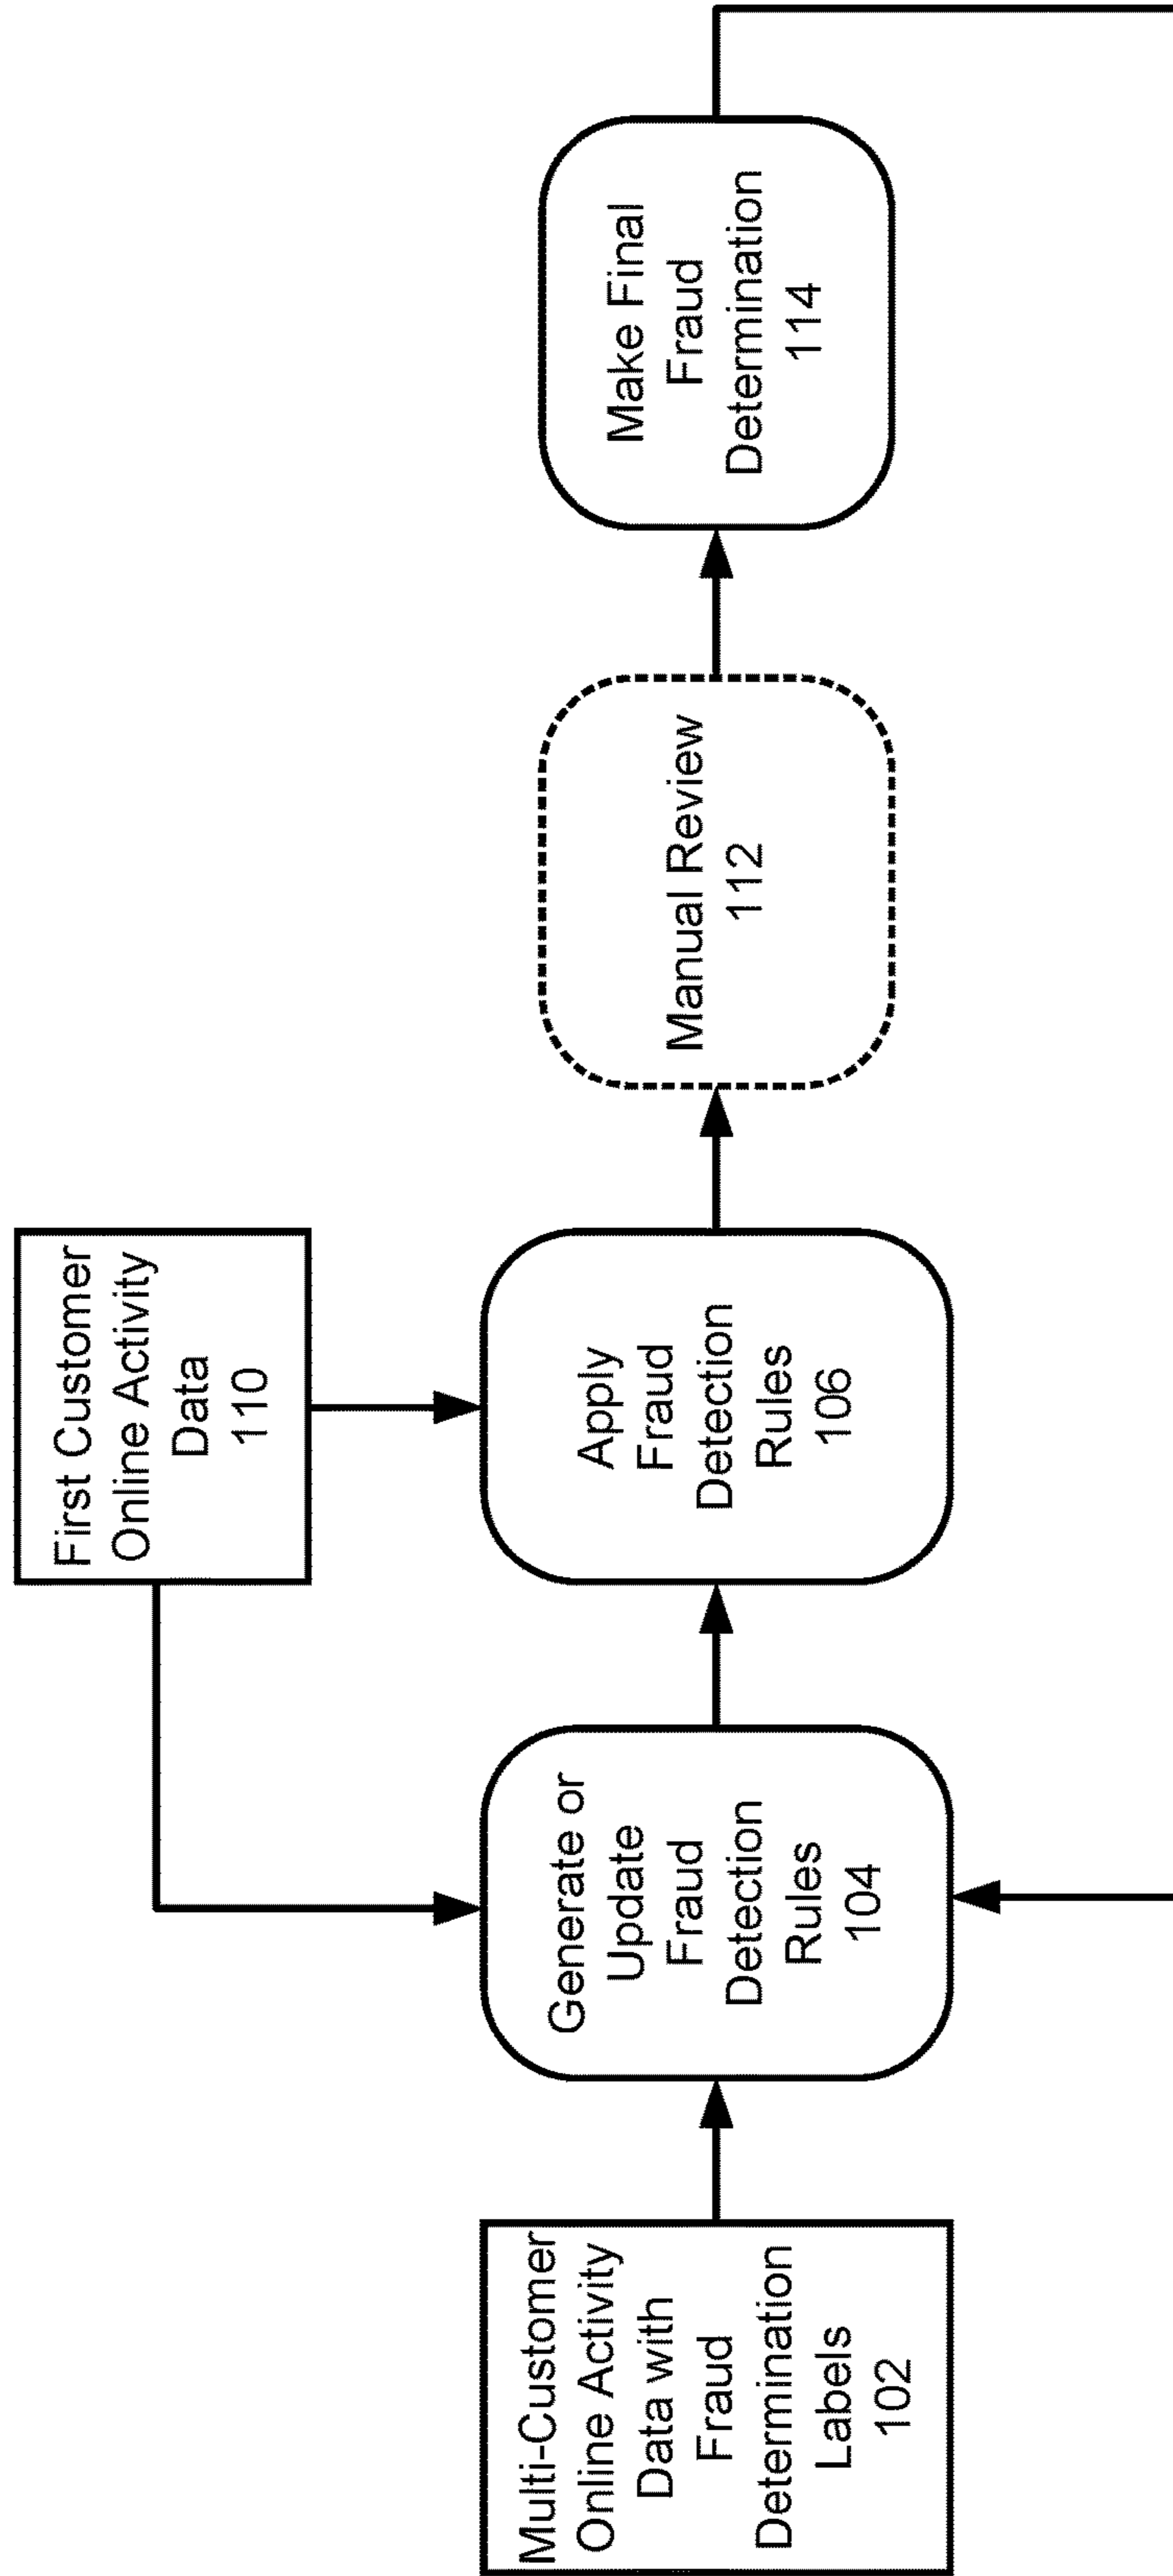 First Customer
Online Activity
Data
110
Multi-Customer
Online Activity
Data with
Fraud
Determination
Labels
102
Generate or
Update
Fraud
Detection
Rules
104
Apply
Fraud
Detection
Rules
106
Manual Review
112
Make Final
Fraud
Determination
114